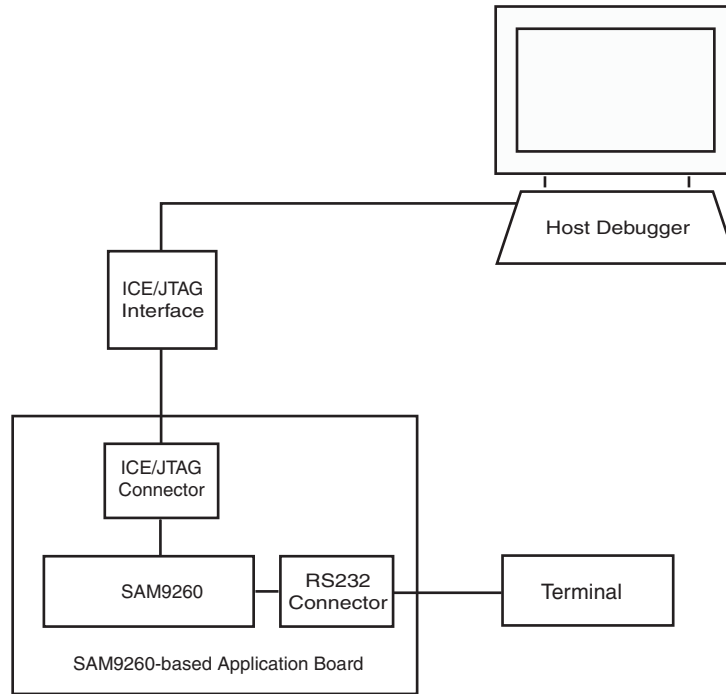 Host Debugger
ICE/JTAG
Interface
ICE/JTAG
Connector
SAM9260
RS232
Connector
Terminal
SAM9260-based Application Board